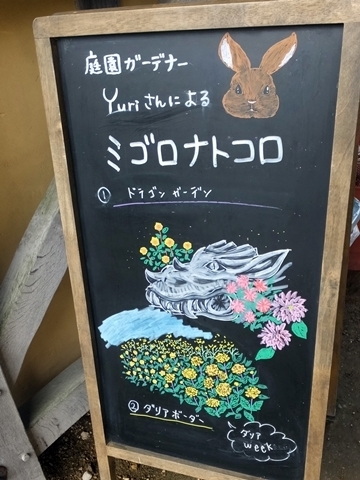 庭園ガーデナー
Yuriさんによる
ミゴロナトコロ
① ドラゴンガーデン
② ダリアボーダー
ダリア
week